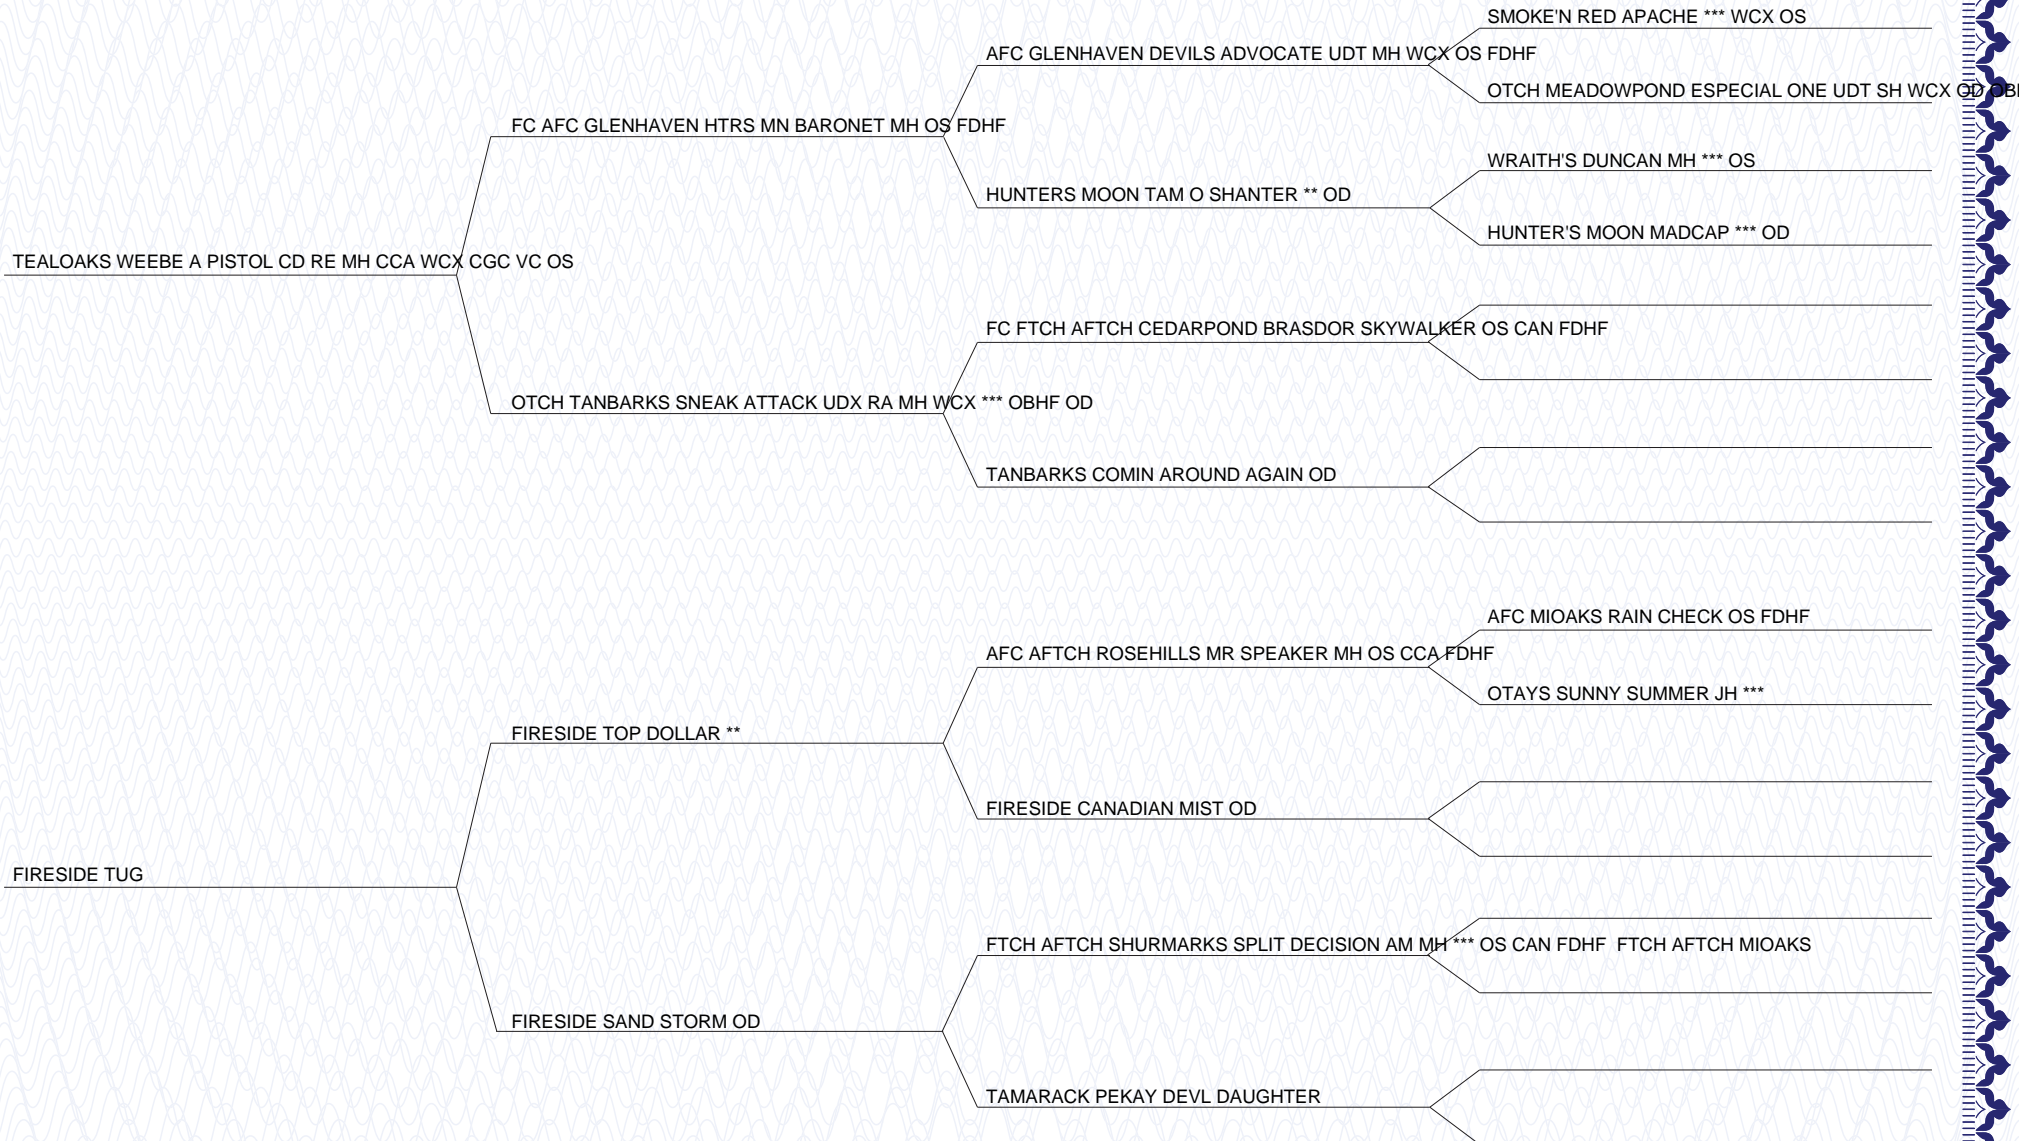 SMOKE'N RED APACHE *** WCX OS
AFC GLENHAVEN DEVILS ADVOCATE UDT MH WCX OS FDHF
OTCH MEADOWPOND ESPECIAL ONE UDT SH WCX OD
FC AFC GLENHAVEN HTRS MN BARONET MH OS FDHF
WRAITH'S DUNCAN MH *** OS
HUNTERS MOON TAM O SHANTER ** OD
HUNTER'S MOON MADCAP *** OD
TEALOAKS WEEBE A PISTOL CD RE MH CCA WCX CGC VC OS
FC FTCH AFTCH CEDARPOND BRASDOR SKYWALKER OS CAN FDHF
OTCH TANBARKS SNEAK ATTACK UDX RA MH WCX *** OBHF OD
TANBARKS COMIN AROUND AGAIN OD
AFC MIOAKS RAIN CHECK OS FDHF
AFC AFTCH ROSEHILLS MR SPEAKER MH OS CCA FDHF
OTAYS SUNNY SUMMER JH ***
FIRESIDE TOP DOLLAR **
FIRESIDE CANADIAN MIST OD
FIRESIDE TUG
FTCH AFTCH SHURMARKS SPLIT DECISION AM MH *** OS CAN FDHF  FTCH AFTCH MIOAKS
FIRESIDE SAND STORM OD
TAMARACK PEKAY DEVL DAUGHTER